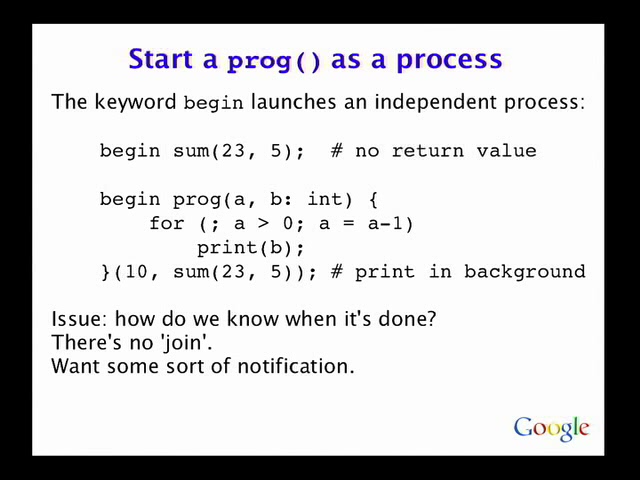 Start a prog() as a process
The keyword begin launches an independent process:
begin sum(23, 5);  # no return value
begin prog(a, b: int) {
    for (; a > 0; a = a-1)
        print(b);
}(10, sum(23, 5)); # print in background
Issue: how do we know when it's done?
There's no 'join'.
Want some sort of notification.
Google